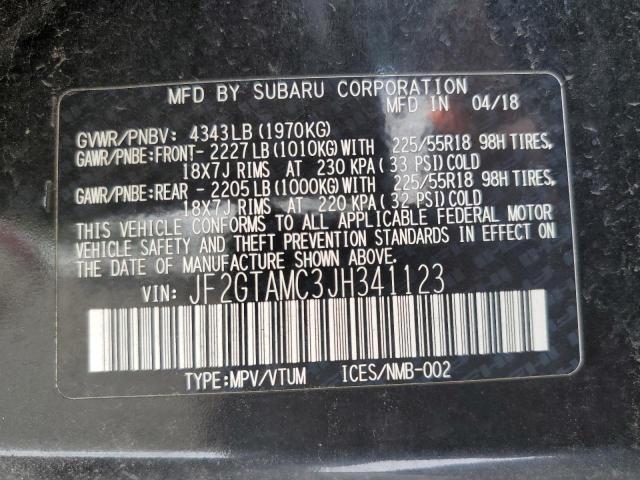 MFD BY SUBARU CORPORATION
MFD IN 04/18
GVWR/PNBV: 4343LB(1970KG)
GAWR/PNBE:FRONT- 2227LB(1010KG)WITH 225/55R18 98H TIRES,
18X7J RIMS AT 230 KPA(33 PSI)COLD
GAWR/PNBE:REAR - 2205LB(1000KG)WITH 225/55R18 98H TIRES,
18X7J RIMS AT 220 KPA(32 PSI)COLD
THIS VEHICLE CONFORMS TO ALL APPLICABLE FEDERAL MOTOR
VEHICLE SAFETY AND THEFT PREVENTION STANDARDS IN EFFECT ON
THE DATE OF MANUFACTURE SHOWN ABOVE.
VIN: JF2GTAMC3JH341123
TYPE:MPV/VTUM ICES/NMB-002